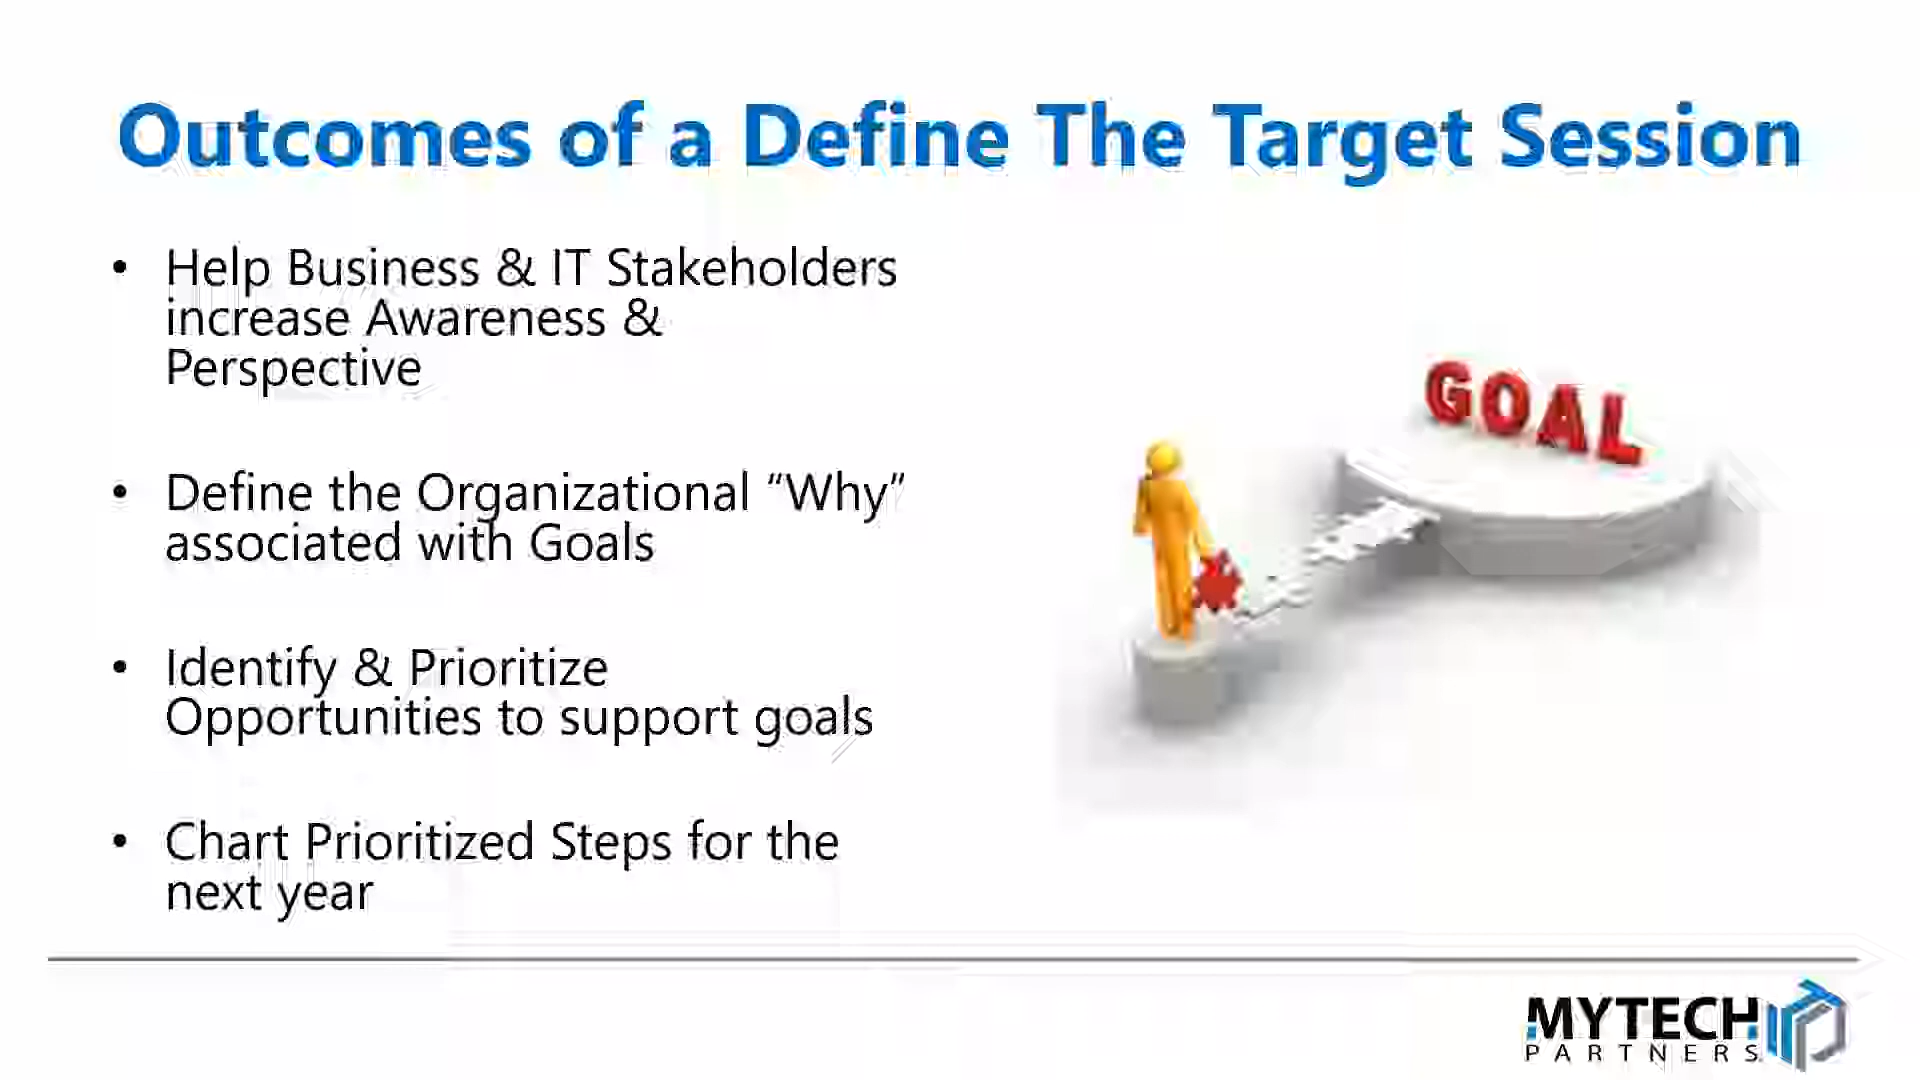 Outcomes of a Define The Target Session
• Help Business & IT Stakeholders
increase Awareness &
Perspective
• Define the Organizational “Why”
associated with Goals
• Identify & Prioritize
Opportunities to support goals
• Chart Prioritized Steps for the
next year
GOAL
MYTECH
PARTNERS